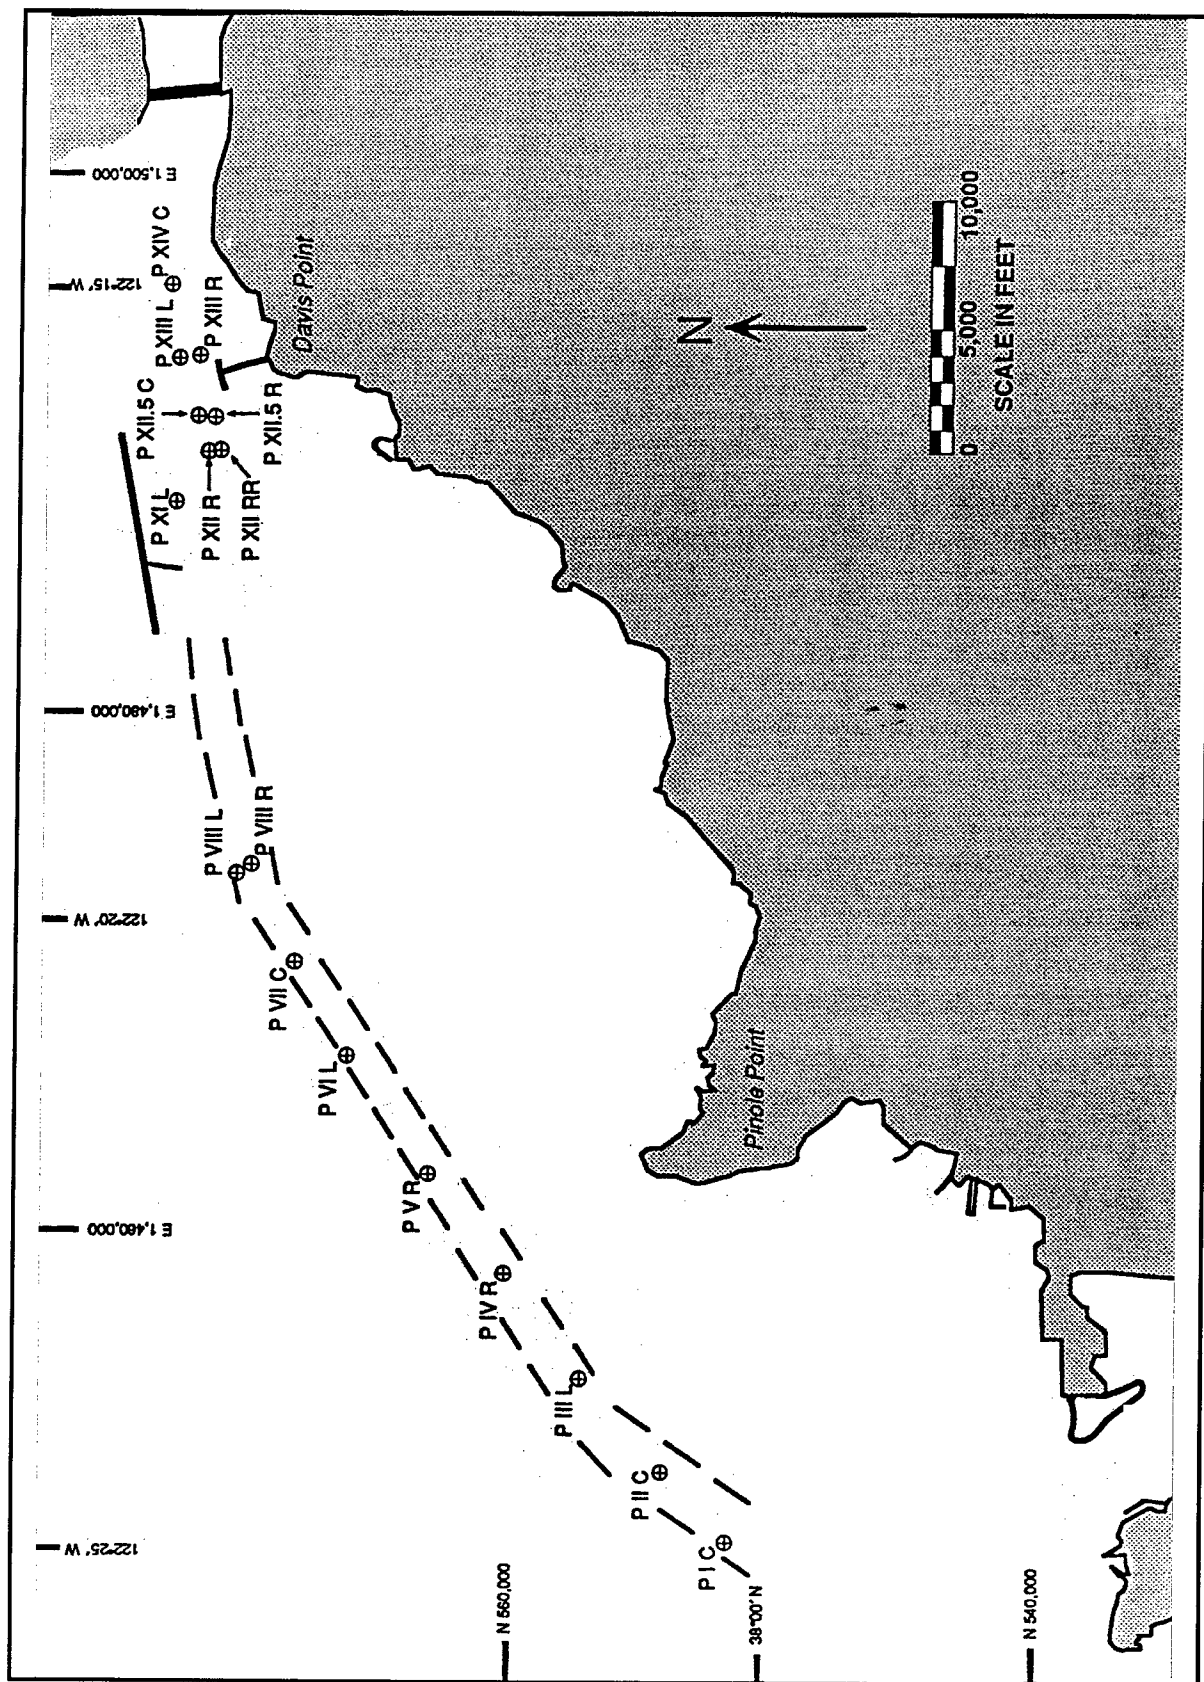 122°25' W
E 1,460,000
122°20' W
E 1,480,000
122°15' W
E 1,500,000
P I C
P II C
P III L
P IV R
P V R
P VI L
P VII C
P VIII L
P VIII R
P XI L
P XII R
P XII RR
P XII.5 C
P XII.5 R
P XIII L
P XIII R
P XIV C
Davis Point
Pinole Point
N 560,000
38°00' N
N 540,000
N
0
5,000
10,000
SCALE IN FEET